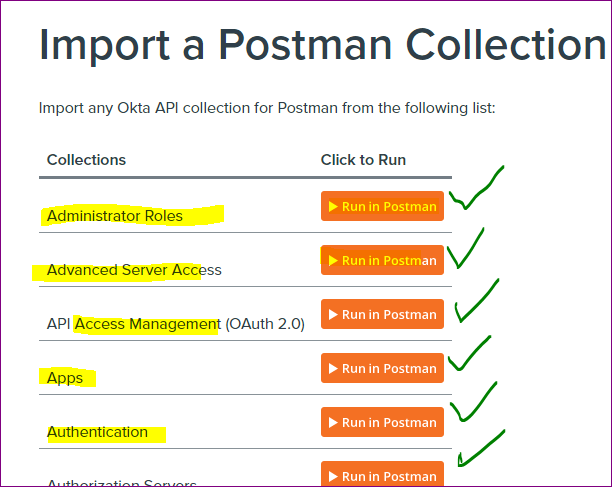 Import a Postman Collection
Import any Okta API collection for Postman from the following list:
Collections Click to Run
Administrator Roles Run in Postman
Advanced Server Access Run in Postman
API Access Management (OAuth 2.0) Run in Postman
Apps Run in Postman
Authentication Run in Postman
Authorization Servers Run in Postman